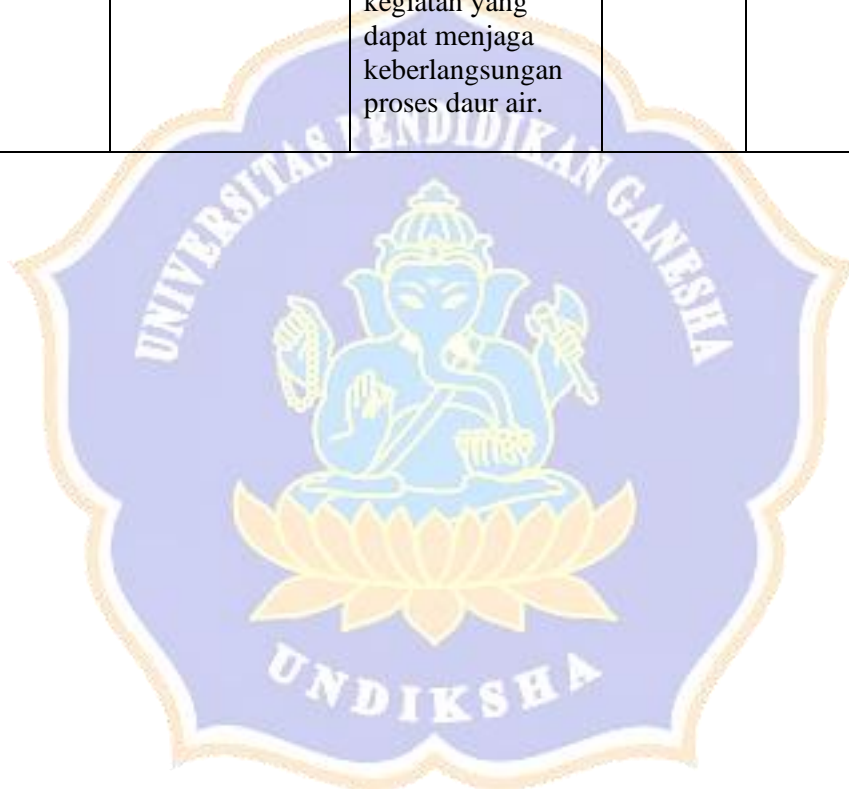 kegiatan yang
dapat menjaga
keberlangsungan
proses daur air.
UNIVERSITAS PENDIDIKAN GANESHA
UNDIKSHA